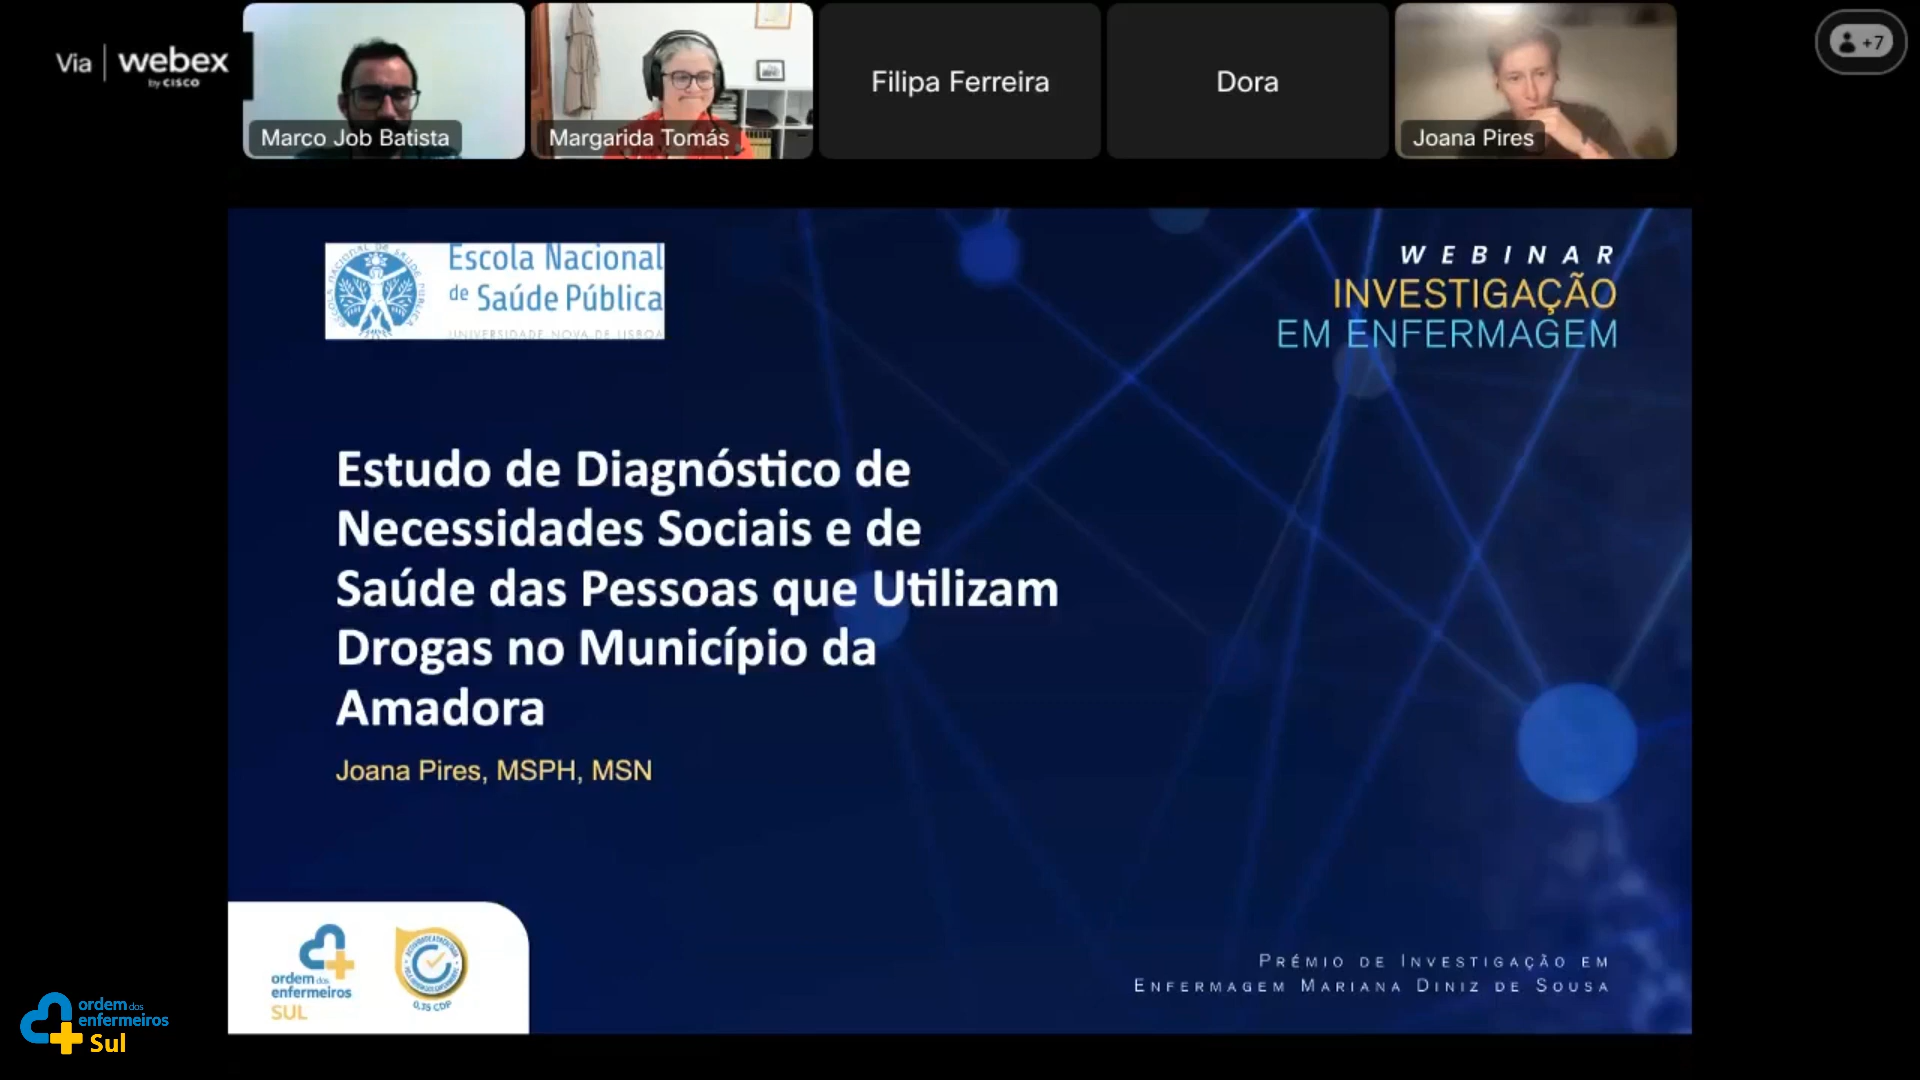 Via webex
by CISCO
Marco Job Batista
Margarida Tomás
Filipa Ferreira
Dora
Joana Pires
+7
Escola Nacional
de Saúde Pública
UNIVERSIDADE NOVA DE LISBOA
WEBINAR
INVESTIGAÇÃO
EM ENFERMAGEM
Estudo de Diagnóstico de
Necessidades Sociais e de
Saúde das Pessoas que Utilizam
Drogas no Município da
Amadora
Joana Pires, MSPH, MSN
ordem dos
enfermeiros
SUL
0,35 CDP
PRÉMIO DE INVESTIGAÇÃO EM
ENFERMAGEM MARIANA DINIZ DE SOUSA
ordem dos
enfermeiros
Sul